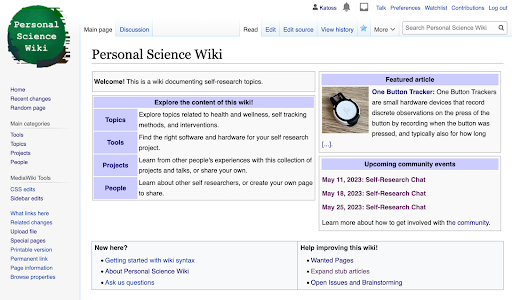 Personal
Science
Wiki
Katoss Talk Preferences Watchlist Contributions Log out
Main page Discussion Read Edit Edit source View history More Search Personal Science Wiki
Personal Science Wiki
Home
Recent changes
Random page
Main categories
Tools
Topics
Projects
People
MediaWiki Tools
CSS edits
Sidebar edits
What links here
Related changes
Upload file
Special pages
Printable version
Permanent link
Page information
Browse properties
Welcome! This is a wiki documenting self-research topics.
Explore the content of this wiki!
Topics
Explore topics related to health and wellness, self tracking
methods, and interventions.
Tools
Find the right software and hardware for your self research
project.
Projects
Learn from other people's experiences with this collection of
projects and talks, or share your own.
People
Learn about other self researchers, or create your own page
to share.
Featured article
One Button Tracker: One Button Trackers
are small hardware devices that record
discrete observations on the press of the
button by recording when the button was
pressed, and typically also for how long
[...].
Upcoming community events
May 11, 2023: Self-Research Chat
May 18, 2023: Self-Research Chat
May 25, 2023: Self-Research Chat
Learn more about how to get involved with the community.
New here?
• Getting started with wiki syntax
• About Personal Science Wiki
• Ask us questions
Help improving this wiki!
• Wanted Pages
• Expand stub articles
• Open Issues and Brainstorming